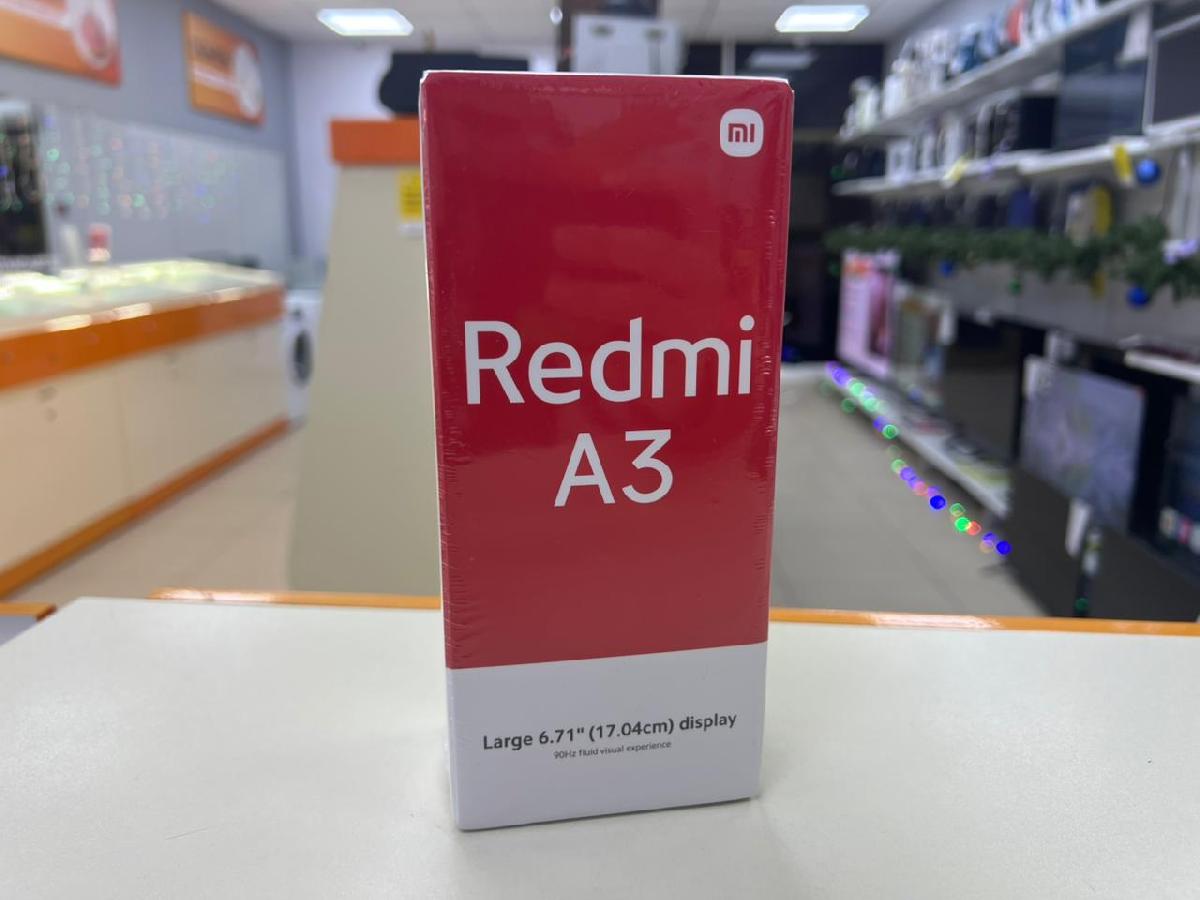 mi
Redmi
A3
Large 6.71" (17.04cm) display
90Hz fluid visual experience